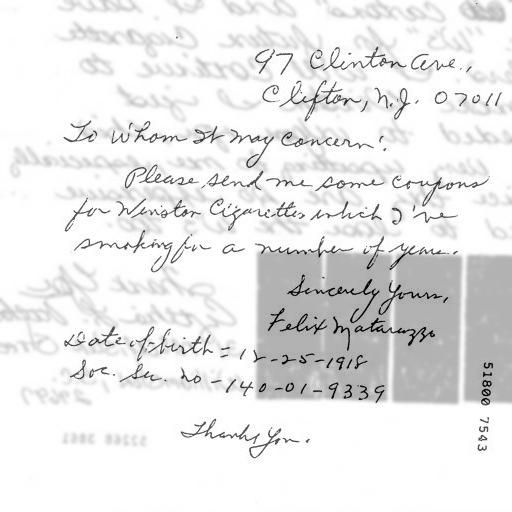 97 Clinton Ave.,
Clifton, N.J. 07011
To Whom It May Concern:
Please send me some coupons
for Winston Cigarettes which I've
smoking for a number of years.
Sincerely Yours,
Felix Matarazzo
Date of birth = 12-25-1918
Soc. Sec. no - 140-01-9339
Thank You.
51800 7543